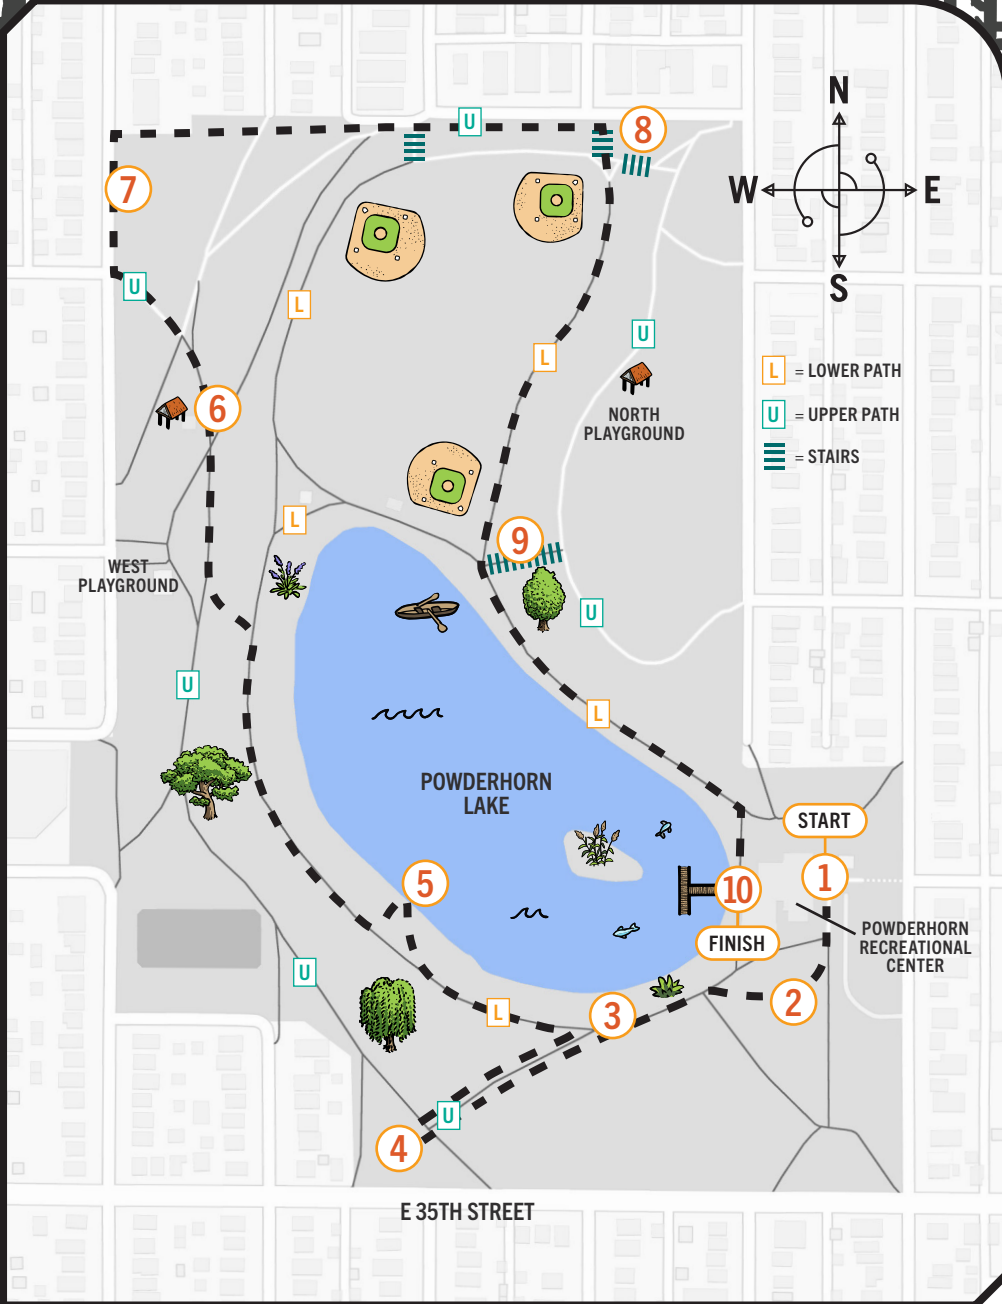 U
8
N
7
W
E
U
S
L
U
L
L
= LOWER PATH
U
= UPPER PATH
= STAIRS
6
NORTH
PLAYGROUND
L
9
WEST
PLAYGROUND
U
U
L
POWDERHORN
LAKE
START
1
5
10
POWDERHORN
RECREATIONAL
CENTER
FINISH
U
2
L
3
U
4
E 35TH STREET